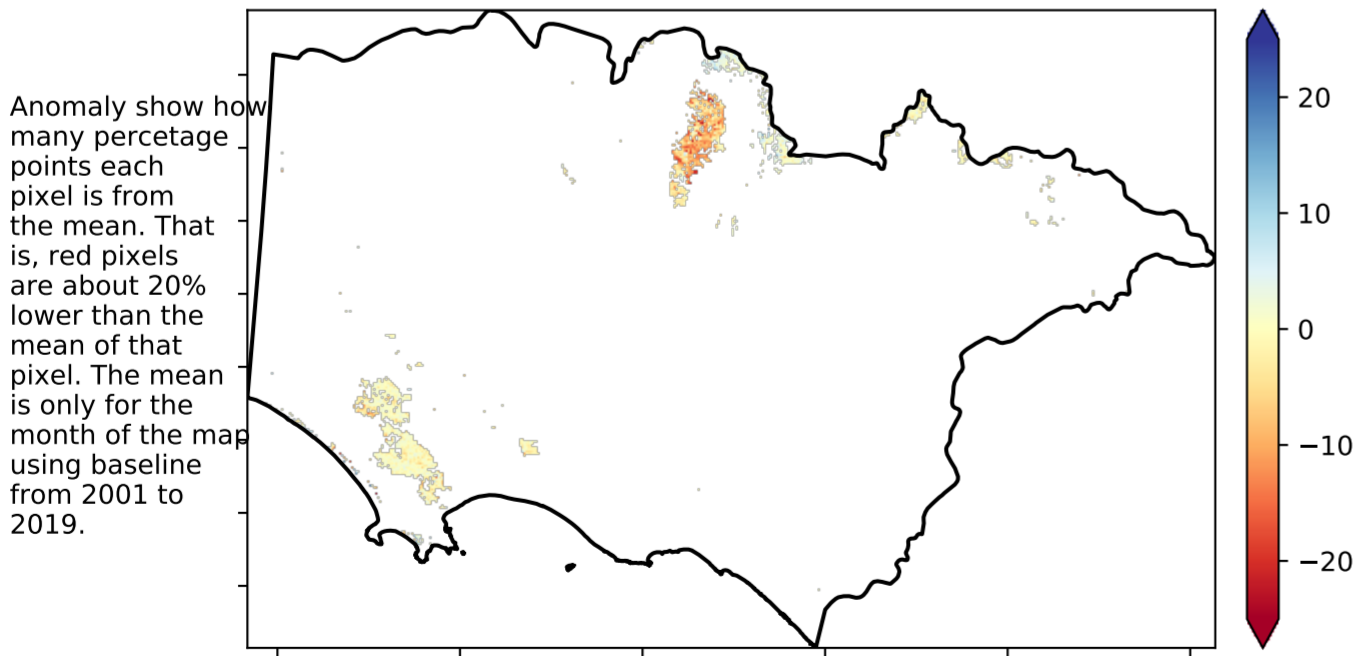 Anomaly show how
many percetage
points each
pixel is from
the mean. That
is, red pixels
are about 20%
lower than the
mean of that
pixel. The mean
is only for the
month of the map
using baseline
from 2001 to
2019.
20
10
0
−10
−20